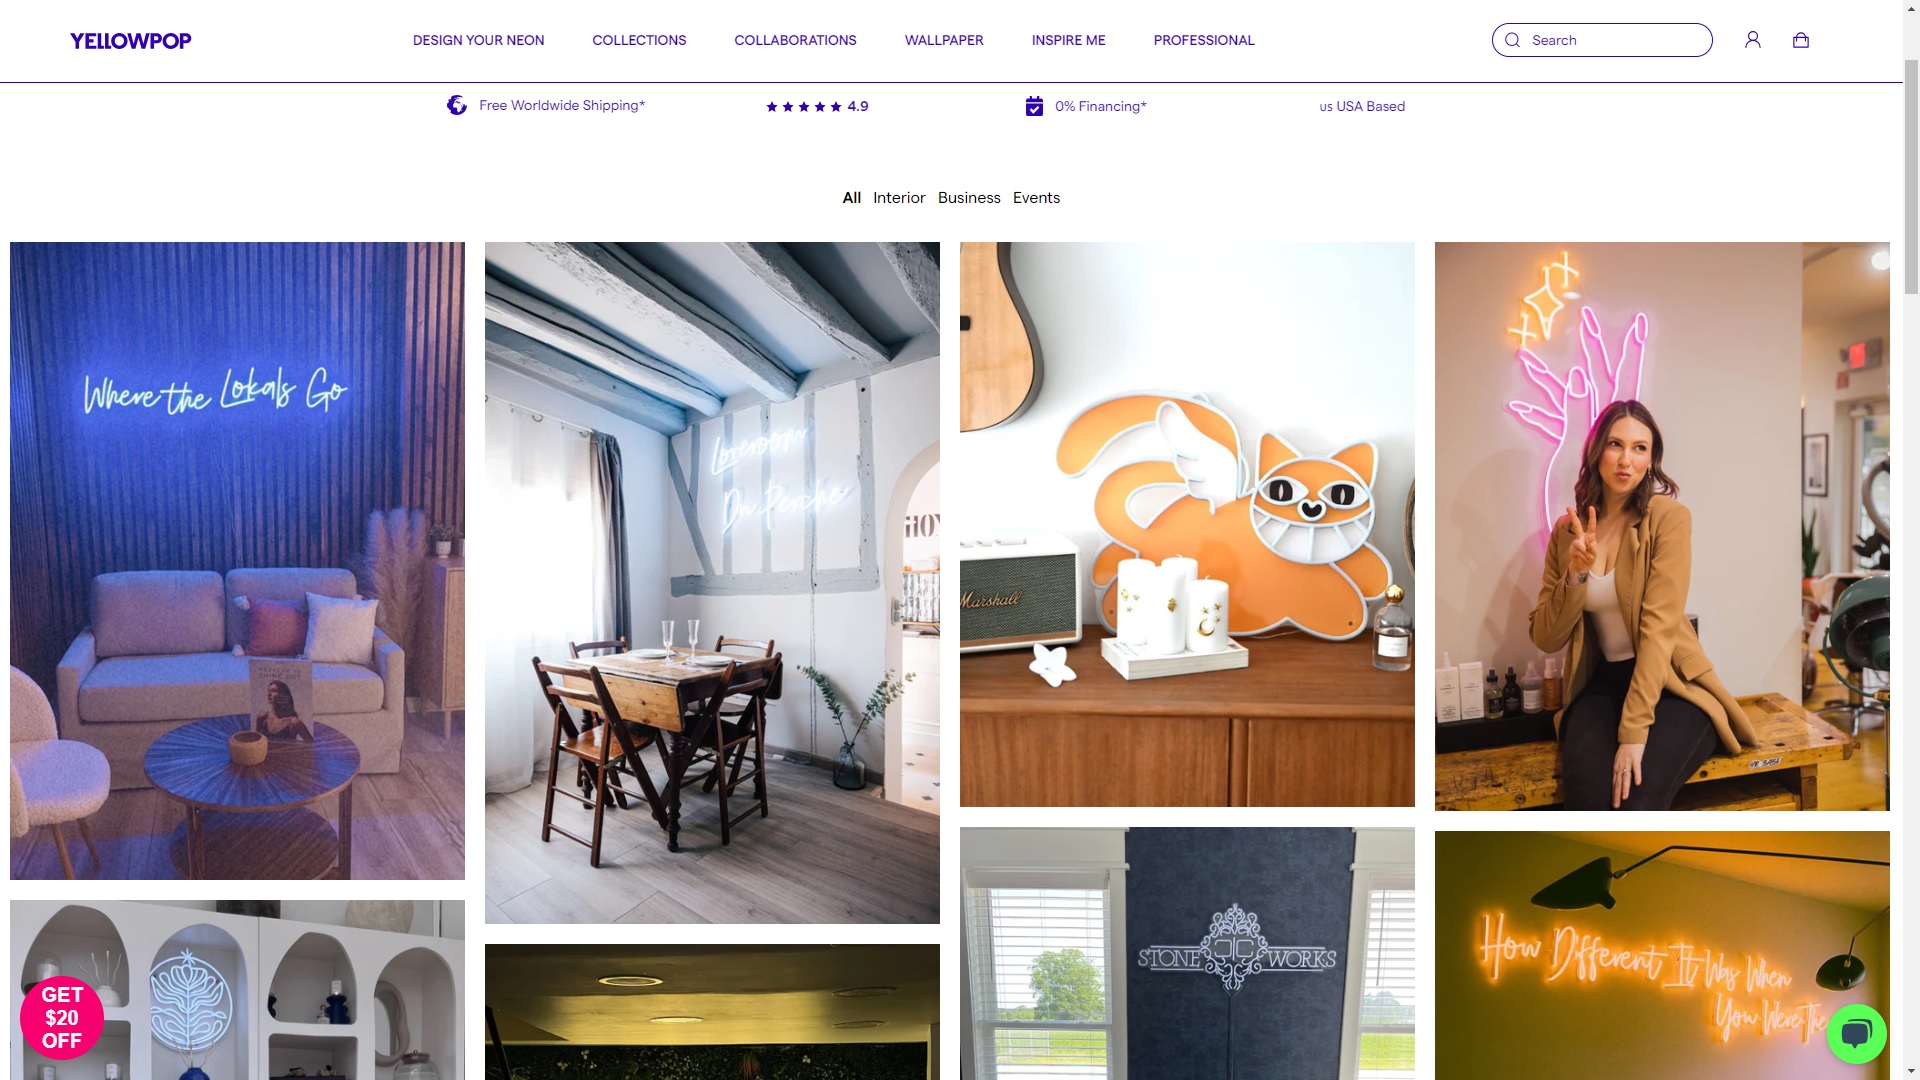 YELLOWPOP
DESIGN YOUR NEON
COLLECTIONS
COLLABORATIONS
WALLPAPER
INSPIRE ME
PROFESSIONAL
Search
Free Worldwide Shipping*
4.9
0% Financing*
us USA Based
All Interior Business Events
Where the Lokals Go
Loveroom
Du Perche
Marshall
STONE WORKS
How Different It Was When
You Were The
GET
$20
OFF